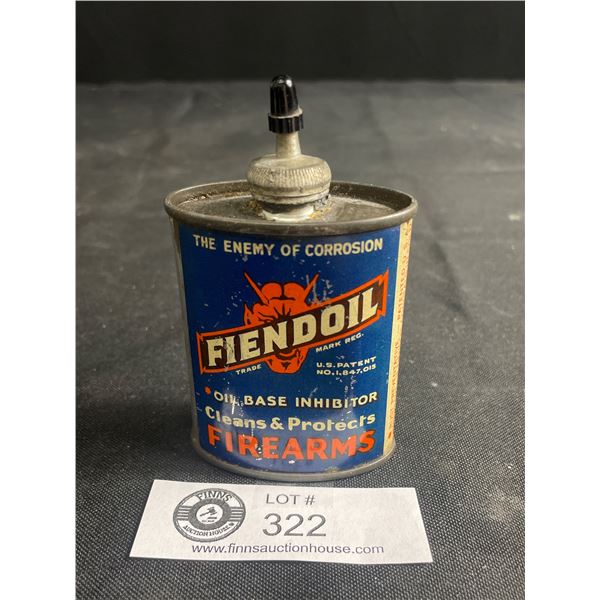 THE ENEMY OF CORROSION
FIENDOIL
TRADE MARK REG.
U.S. PATENT
NO. 1.847.015
• OIL BASE INHIBITOR
Cleans & Protects
FIREARMS
FINNS
AUCTION HOUSE
LOT #
322
www.finnsauctionhouse.com